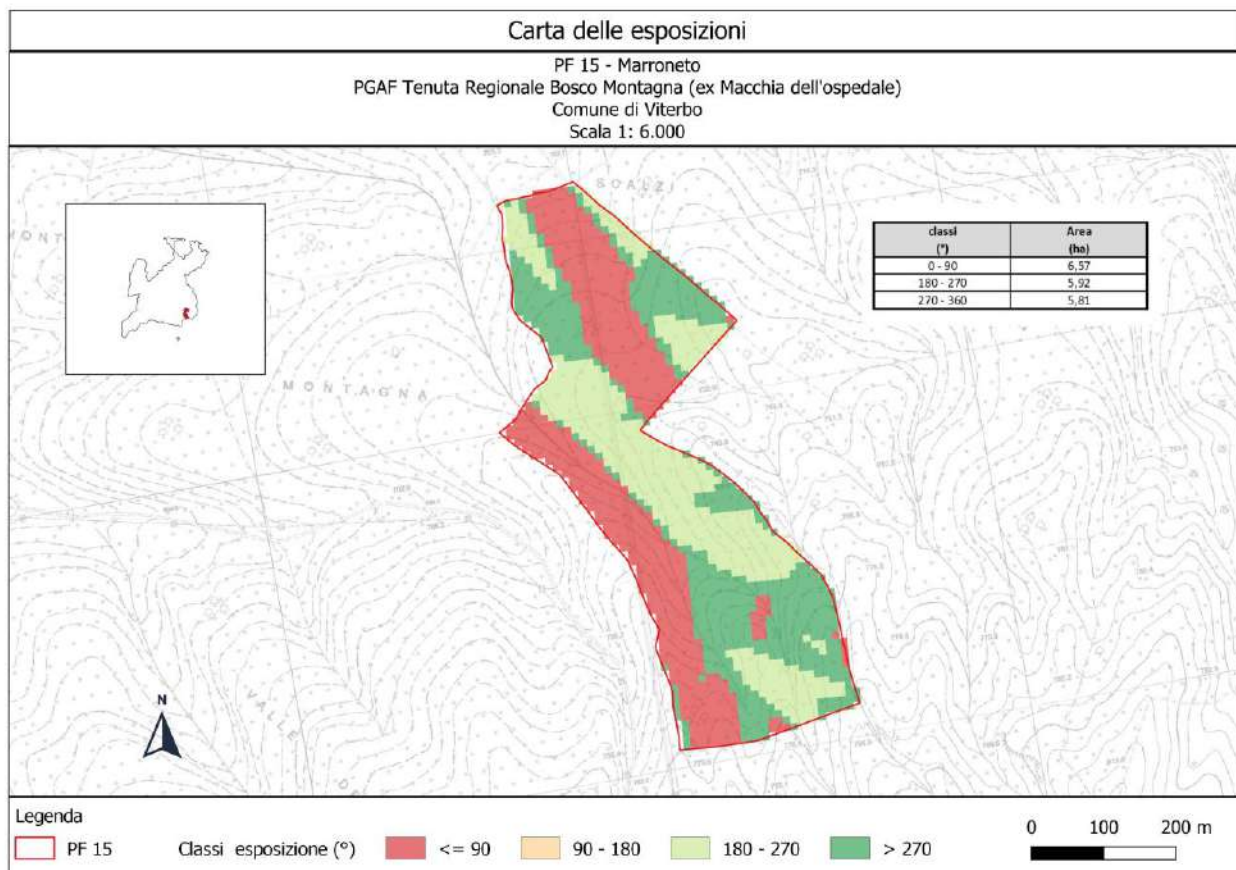 Carta delle esposizioni
PF 15 - Marroneto
PGAF Tenuta Regionale Bosco Montagna (ex Macchia dell'ospedale)
Comune di Viterbo
Scala 1: 6.000
SCALZI
classi Area
(°) (ha)
0 - 90 6,57
180 - 270 5,92
270 - 360 5,81
MONTAGNA
VALLE
N
Legenda
PF 15 Classi esposizione (°) <= 90 90 - 180 180 - 270 > 270
0 100 200 m